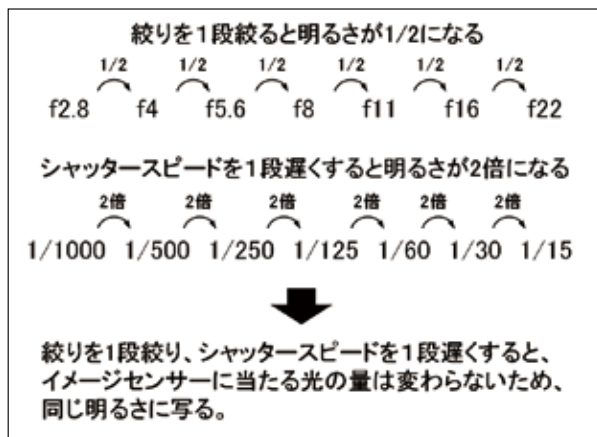 絞りを1段絞ると明るさが1/2になる
1/2 1/2 1/2 1/2 1/2 1/2
f2.8 f4 f5.6 f8 f11 f16 f22
シャッタースピードを1段遅くすると明るさが2倍になる
2倍 2倍 2倍 2倍 2倍 2倍
1/1000 1/500 1/250 1/125 1/60 1/30 1/15
絞りを1段絞り、シャッタースピードを1段遅くすると、
イメージセンサーに当たる光の量は変わらないため、
同じ明るさに写る。